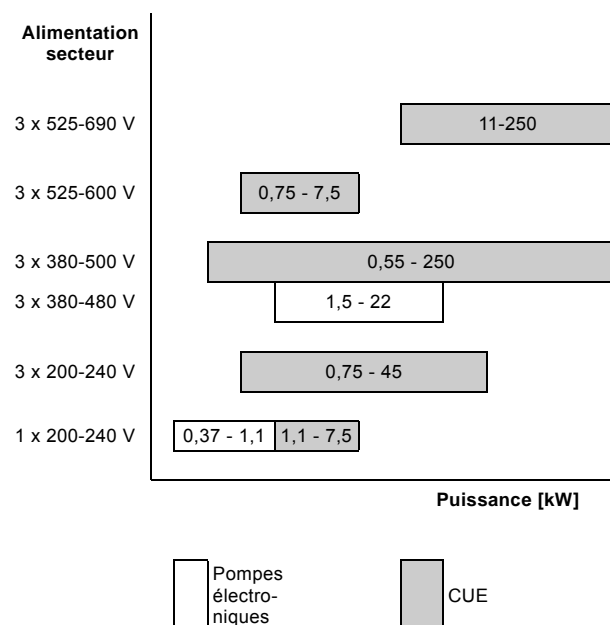 Alimentation
secteur
3 x 525-690 V
11-250
3 x 525-600 V
0,75 - 7,5
3 x 380-500 V
0,55 - 250
3 x 380-480 V
1,5 - 22
3 x 200-240 V
0,75 - 45
1 x 200-240 V
0,37 - 1,1
1,1 - 7,5
Puissance [kW]
Pompes
électro-
niques
CUE